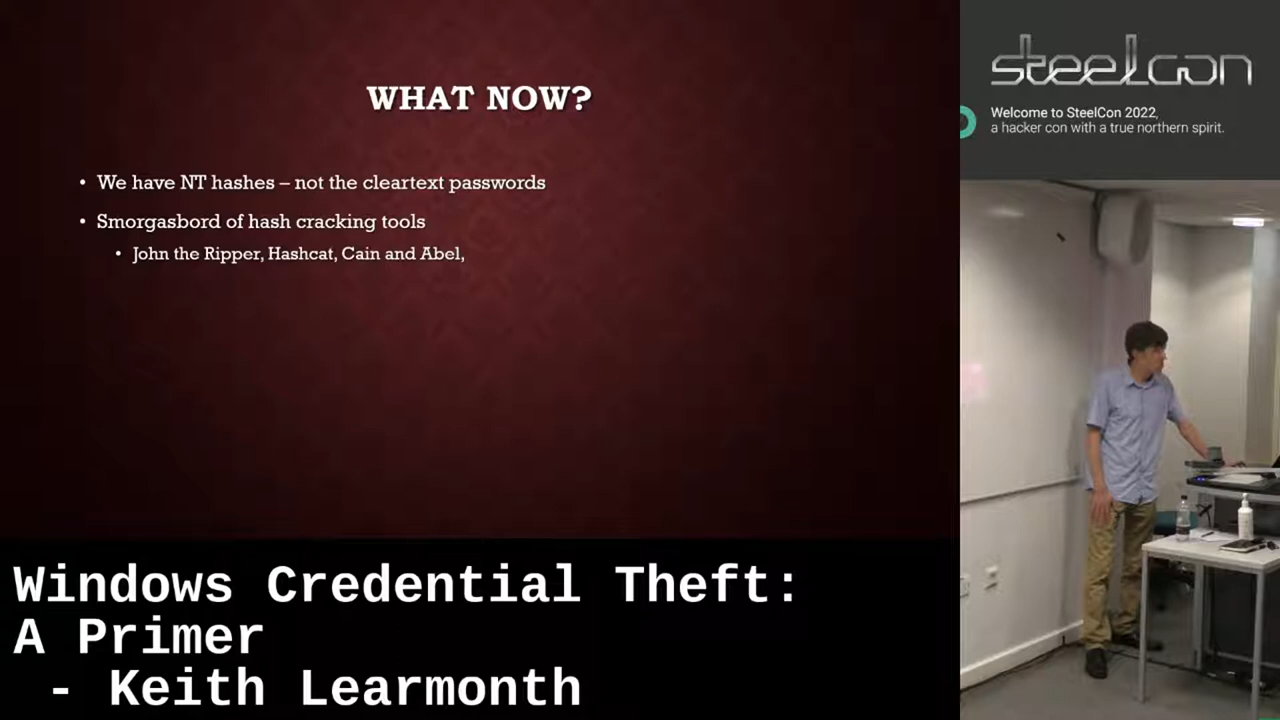 WHAT NOW?
• We have NT hashes – not the cleartext passwords
• Smorgasbord of hash cracking tools
• John the Ripper, Hashcat, Cain and Abel,
steelcon
Welcome to SteelCon 2022,
a hacker con with a true northern spirit.
Windows Credential Theft:
A Primer
- Keith Learmonth